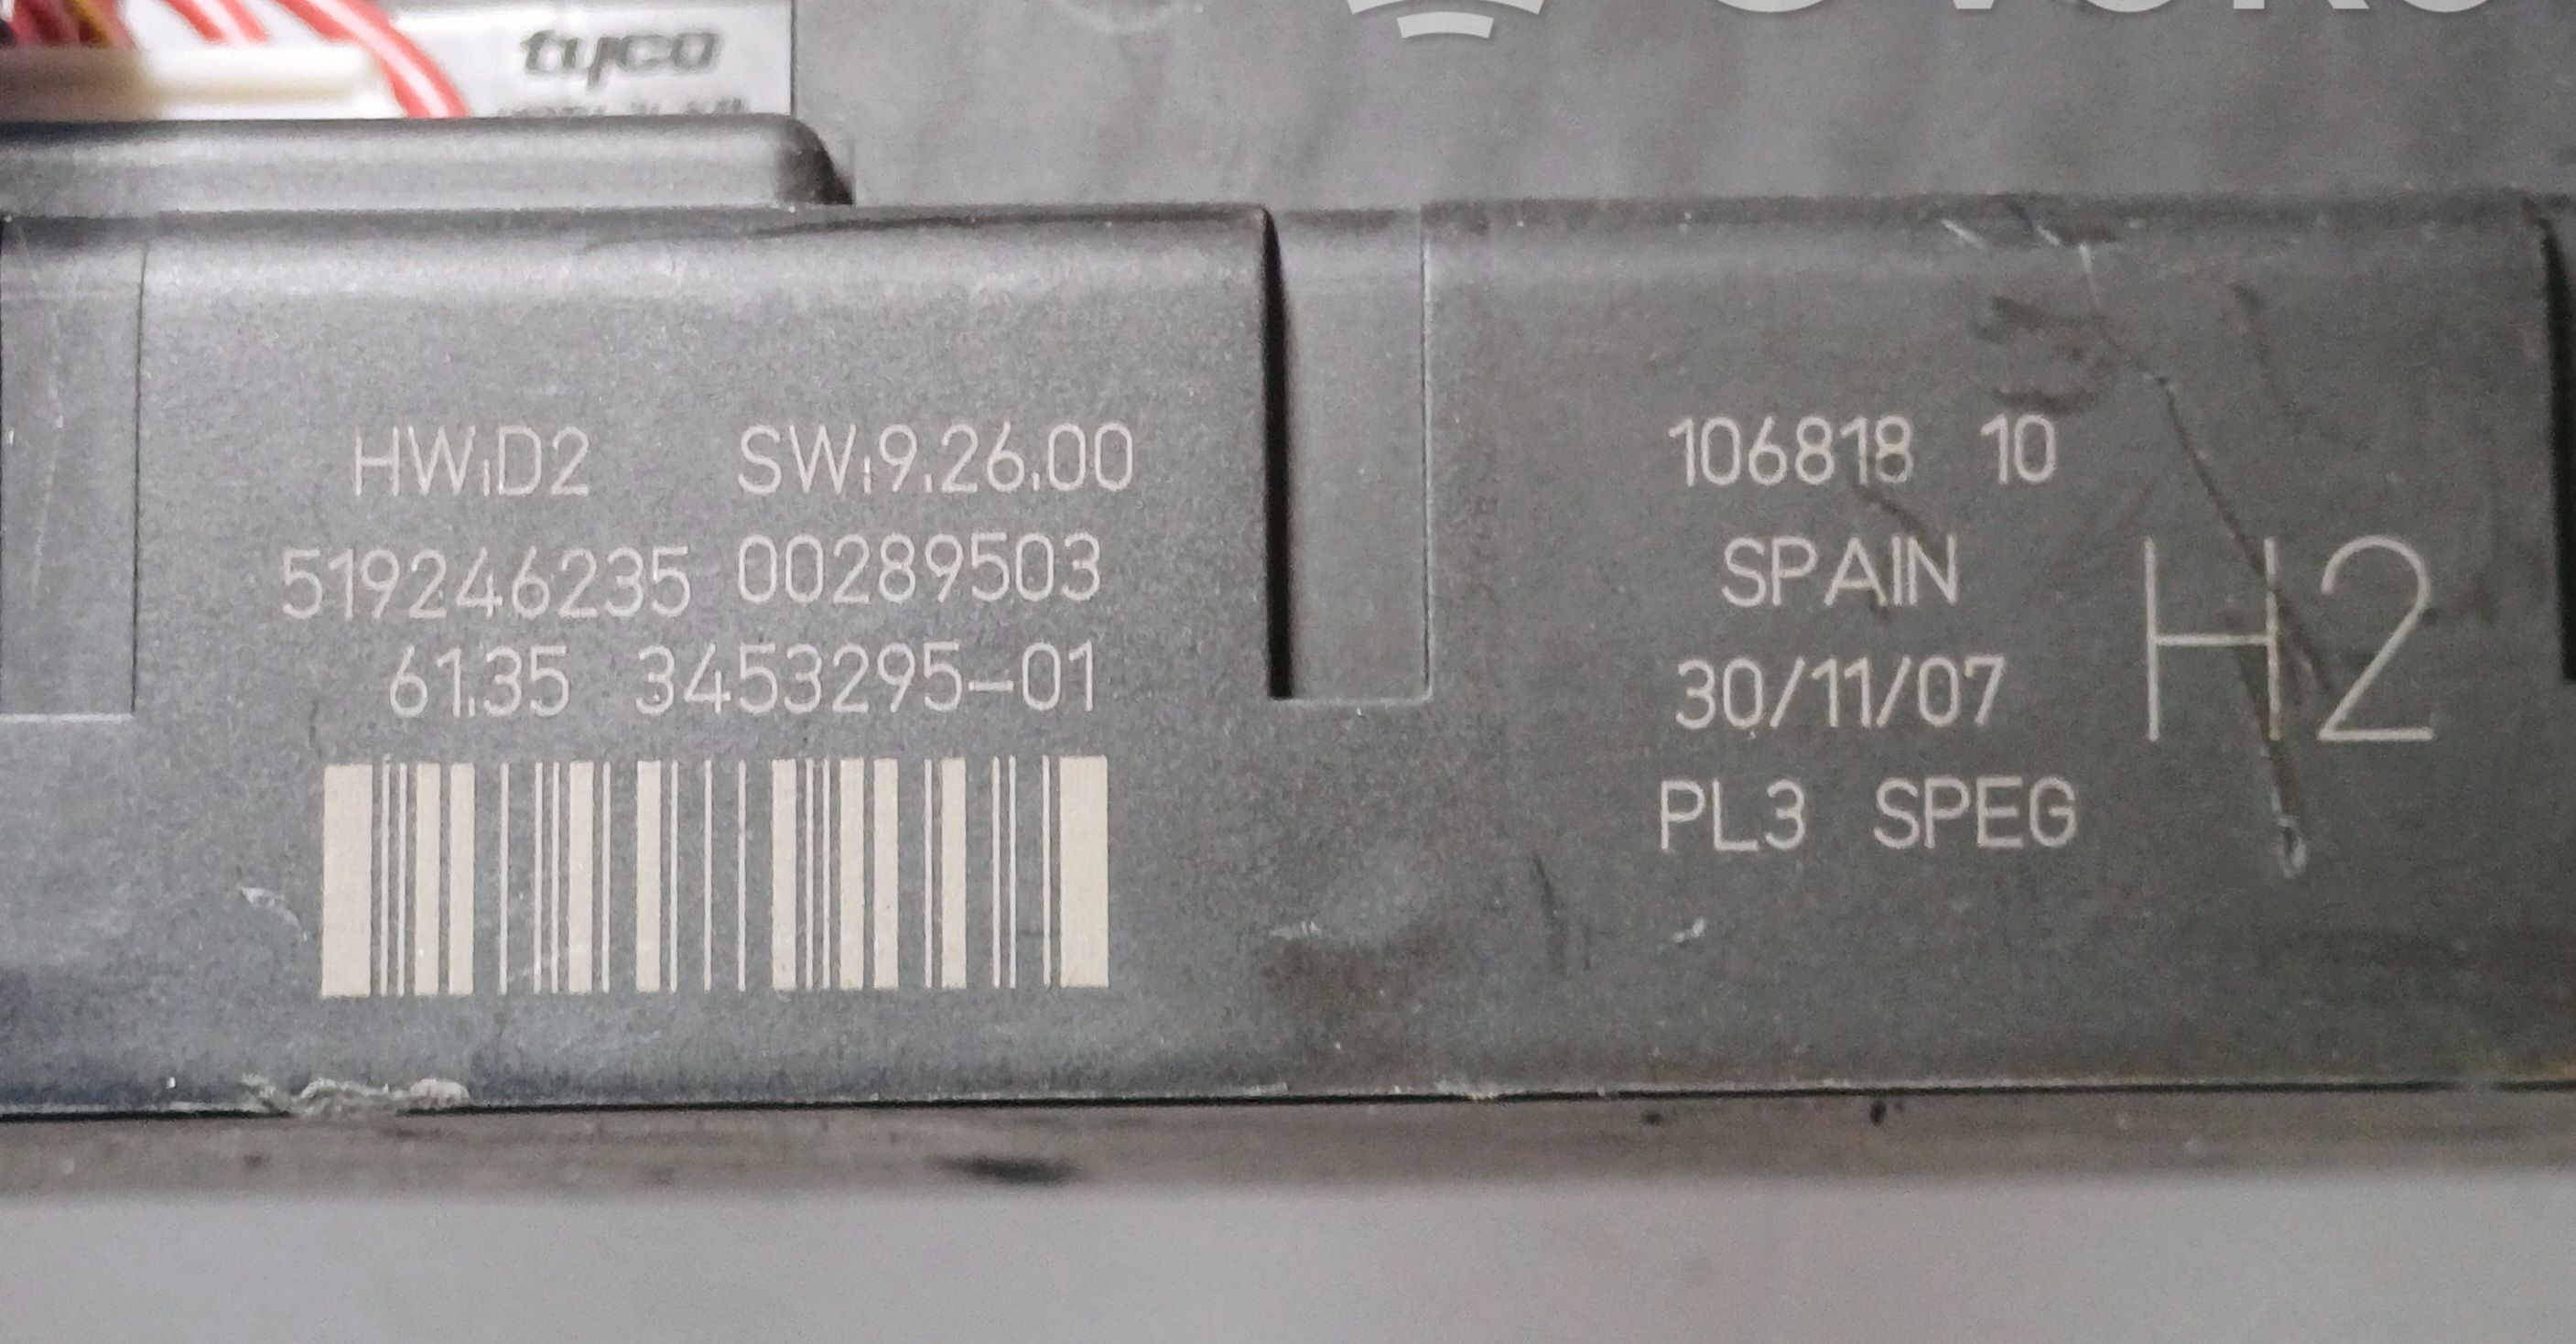 tyco
HW:D2 SW:9.26.00
519246235 00289503
61.35 3453295-01
106818 10
SPAIN
30/11/07
PL3 SPEG
H2